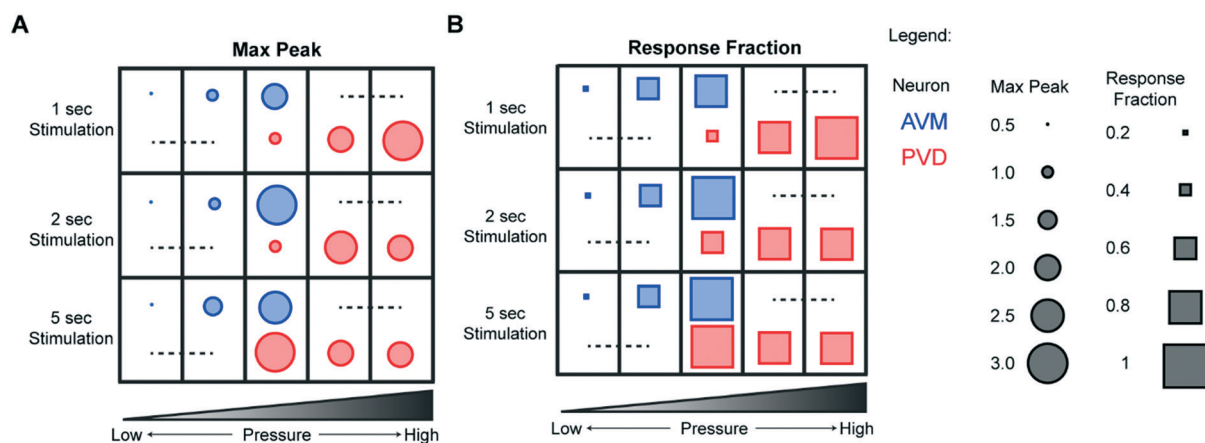 A
Max Peak
1 sec
Stimulation
2 sec
Stimulation
5 sec
Stimulation
Low Pressure High
B
Response Fraction
1 sec
Stimulation
2 sec
Stimulation
5 sec
Stimulation
Low Pressure High
Legend:
Neuron
AVM
PVD
Max Peak
0.5
1.0
1.5
2.0
2.5
3.0
Response
Fraction
0.2
0.4
0.6
0.8
1